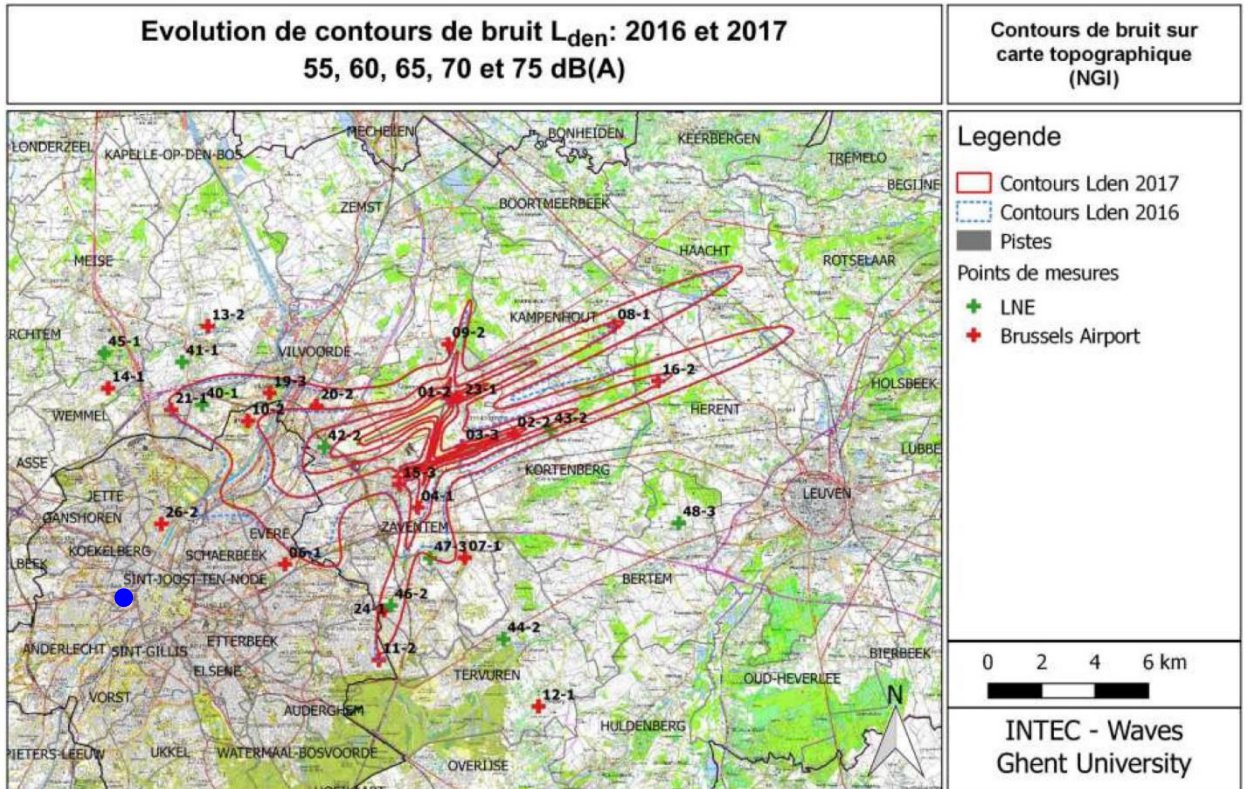 Evolution de contours de bruit Lden: 2016 et 2017
55, 60, 65, 70 et 75 dB(A)
Contours de bruit sur
carte topographique
(NGI)
MECHELEN
BONHEIDEN
KEERBERGEN
LONDERZEEL
KAPELLE-OP-DEN-BOS
TREMELO
BEGIJNE
ZEMST
BOORTMEERBEEK
HAACHT
MEISE
ROTSELAAR
KAMPENHOUT
08-1
13-2
RCHTEM
09-2
45-1
41-1
VILVOORDE
16-2
14-1
19-3
01-2
23-1
HOLSBEEK
21-1
40-1
20-2
WEMMEL
10-2
HERENT
02-2
43-2
42-2
03-3
LUBBE
ASSE
KORTENBERG
15-3
JETTE
LEUVEN
04-1
GANSHOREN
26-2
ZAVENTEM
48-3
EVERE
KOEKELBERG
SCHAERBEEK
06-1
47-3
07-1
LBEEK
SINT-JOOST-TEN-NODE
BERTEM
46-2
24-1
ETTERBEEK
44-2
ANDERLECHT
SINT-GILLIS
BIERBEEK
11-2
ELSENE
TERVUREN
OUD-HEVERLEE
VORST
12-1
AUDERGHEM
HULDENBERG
N
PIETERS-LEEUW
UKKEL
WATERMAAL-BOSVOORDE
OVERIJSE
Legende
Contours Lden 2017
Contours Lden 2016
Pistes
Points de mesures
LNE
Brussels Airport
0 2 4 6 km
INTEC - Waves
Ghent University